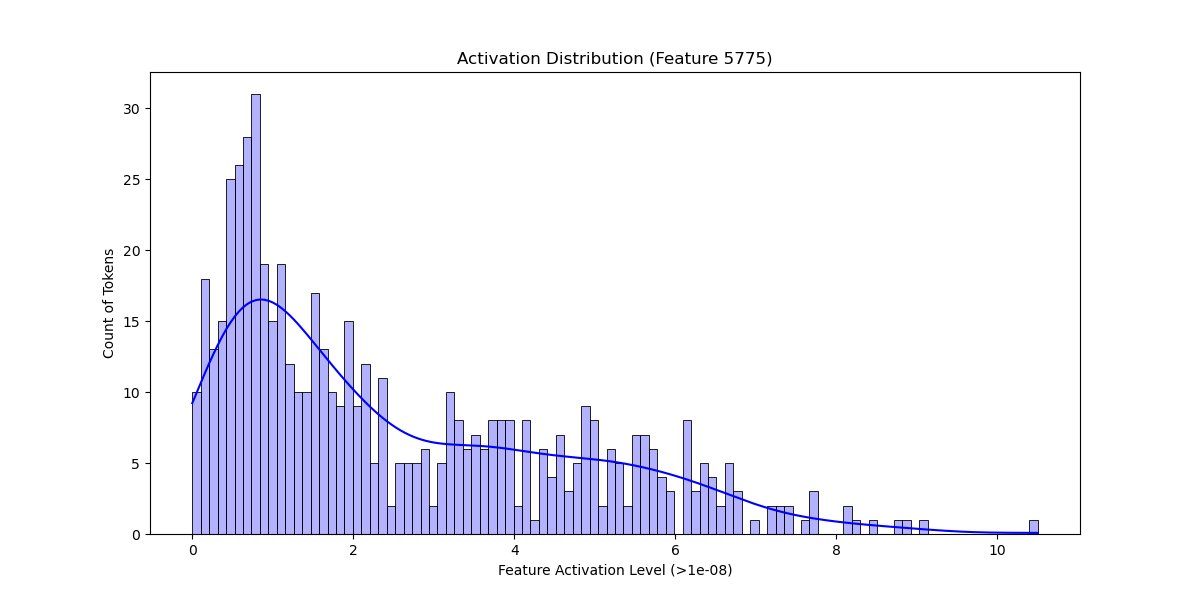 Activation Distribution (Feature 5775)
30
25
20
15
10
5
0
Count of Tokens
0 2 4 6 8 10
Feature Activation Level (>1e-08)